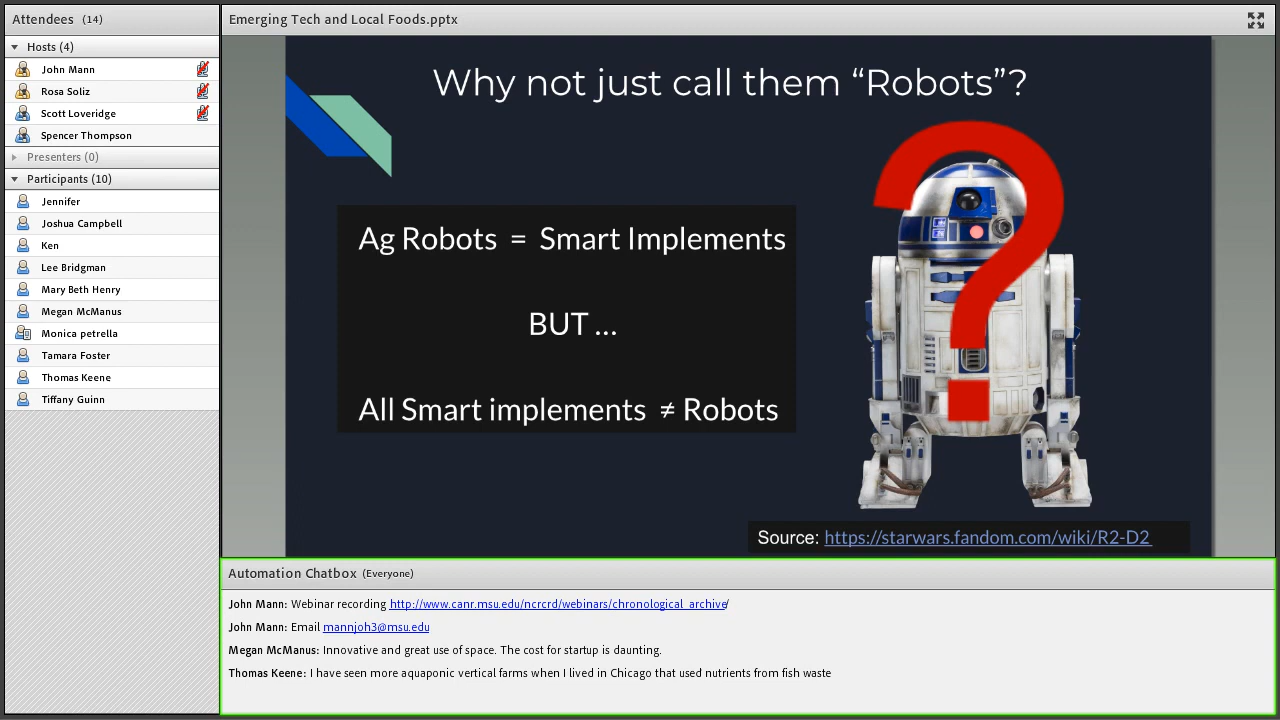 Attendees (14)
Hosts (4)
John Mann
Rosa Soliz
Scott Loveridge
Spencer Thompson
Presenters (0)
Participants (10)
Jennifer
Joshua Campbell
Ken
Lee Bridgman
Mary Beth Henry
Megan McManus
Monica petrella
Tamara Foster
Thomas Keene
Tiffany Guinn
Emerging Tech and Local Foods.pptx
Why not just call them “Robots”?
Ag Robots = Smart Implements
BUT ...
All Smart implements ≠ Robots
?
Source: https://starwars.fandom.com/wiki/R2-D2
Automation Chatbox (Everyone)
John Mann: Webinar recording http://www.canr.msu.edu/ncrcrd/webinars/chronological_archive/
John Mann: Email mannjoh3@msu.edu
Megan McManus: Innovative and great use of space. The cost for startup is daunting.
Thomas Keene: I have seen more aquaponic vertical farms when I lived in Chicago that used nutrients from fish waste